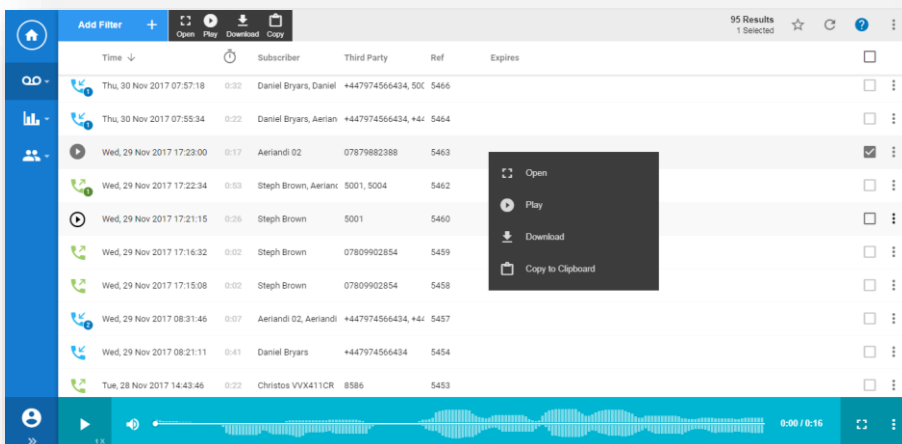 Add Filter +
Open Play Download Copy
95 Results
1 Selected
?
Time ↓ Subscriber Third Party Ref Expires
1 Thu, 30 Nov 2017 07:57:18 0:32 Daniel Bryars, Daniel +447974566434, 500 5466
1 Thu, 30 Nov 2017 07:55:34 0:22 Daniel Bryars, Aerian +447974566434, +44 5464
Wed, 29 Nov 2017 17:23:00 0:17 Aeriandi 02 07879882388 5463
Open
1 Wed, 29 Nov 2017 17:22:34 0:53 Steph Brown, Aeriand 5001, 5004 5462
Play
Wed, 29 Nov 2017 17:21:15 0:26 Steph Brown 5001 5460
Download
Wed, 29 Nov 2017 17:16:32 0:02 Steph Brown 07809902854 5459
Copy to Clipboard
Wed, 29 Nov 2017 17:15:08 0:02 Steph Brown 07809902854 5458
2 Wed, 29 Nov 2017 08:31:46 0:07 Aeriandi 02, Aeriandi +447974566434, +44 5457
Wed, 29 Nov 2017 08:21:11 0:41 Daniel Bryars +447974566434 5454
Tue, 28 Nov 2017 14:43:46 0:22 Christos VVX411CR 8586 5453
1 X
0:00 / 0:16